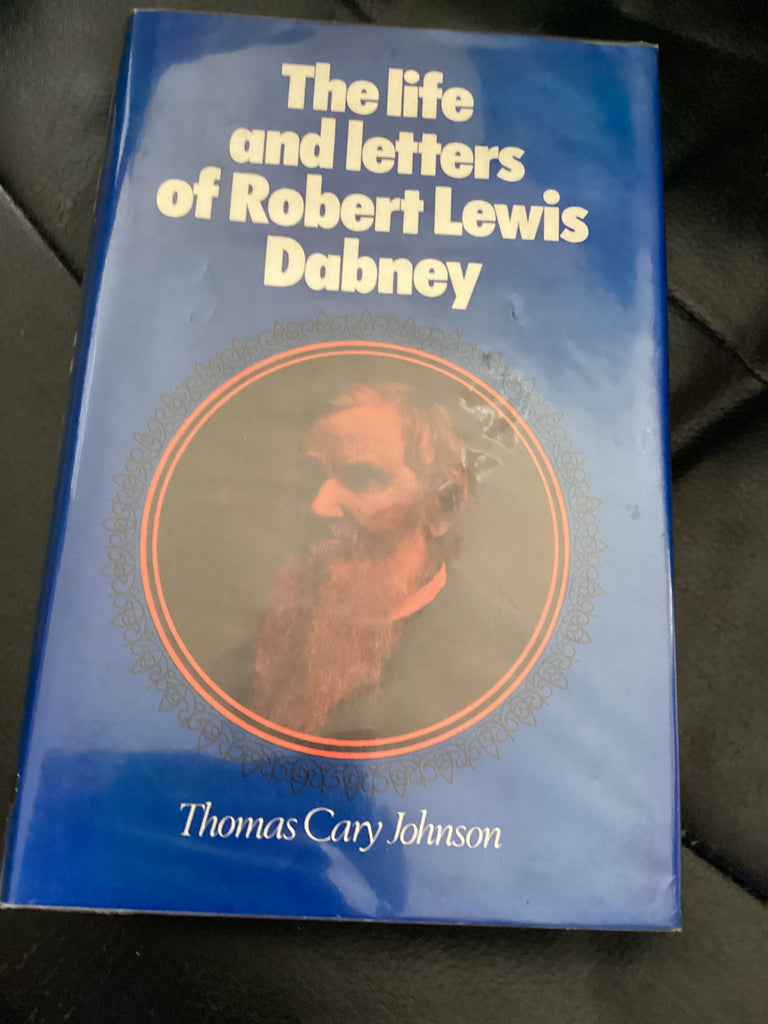 The life
and letters
of Robert Lewis
Dabney
Thomas Cary Johnson